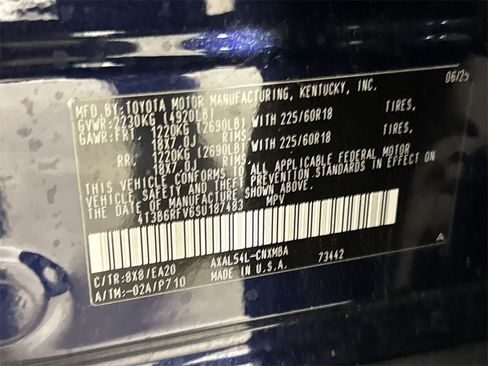 MFD.BY:TOYOTA MOTOR MANUFACTURING, KENTUCKY, INC. 06/25
GVWR:2230KG (4920LB)
GAWR:FRT. 1220KG (2690LB) WITH 225/60R18 TIRES,
18X7.0J RIMS.
RR. 1220KG (2690LB) WITH 225/60R18 TIRES,
18X7.0J RIMS.
THIS VEHICLE CONFORMS TO ALL APPLICABLE FEDERAL MOTOR
VEHICLE SAFETY AND THEFT PREVENTION STANDARDS IN EFFECT
ON THE DATE OF MANUFACTURE SHOWN ABOVE.
4T3B6RFV6SU187483 MPV
C/TR:8X8/EA20 AXAL54L-CNXMBA
A/TM:-02A/P710 MADE IN U.S.A. 73442